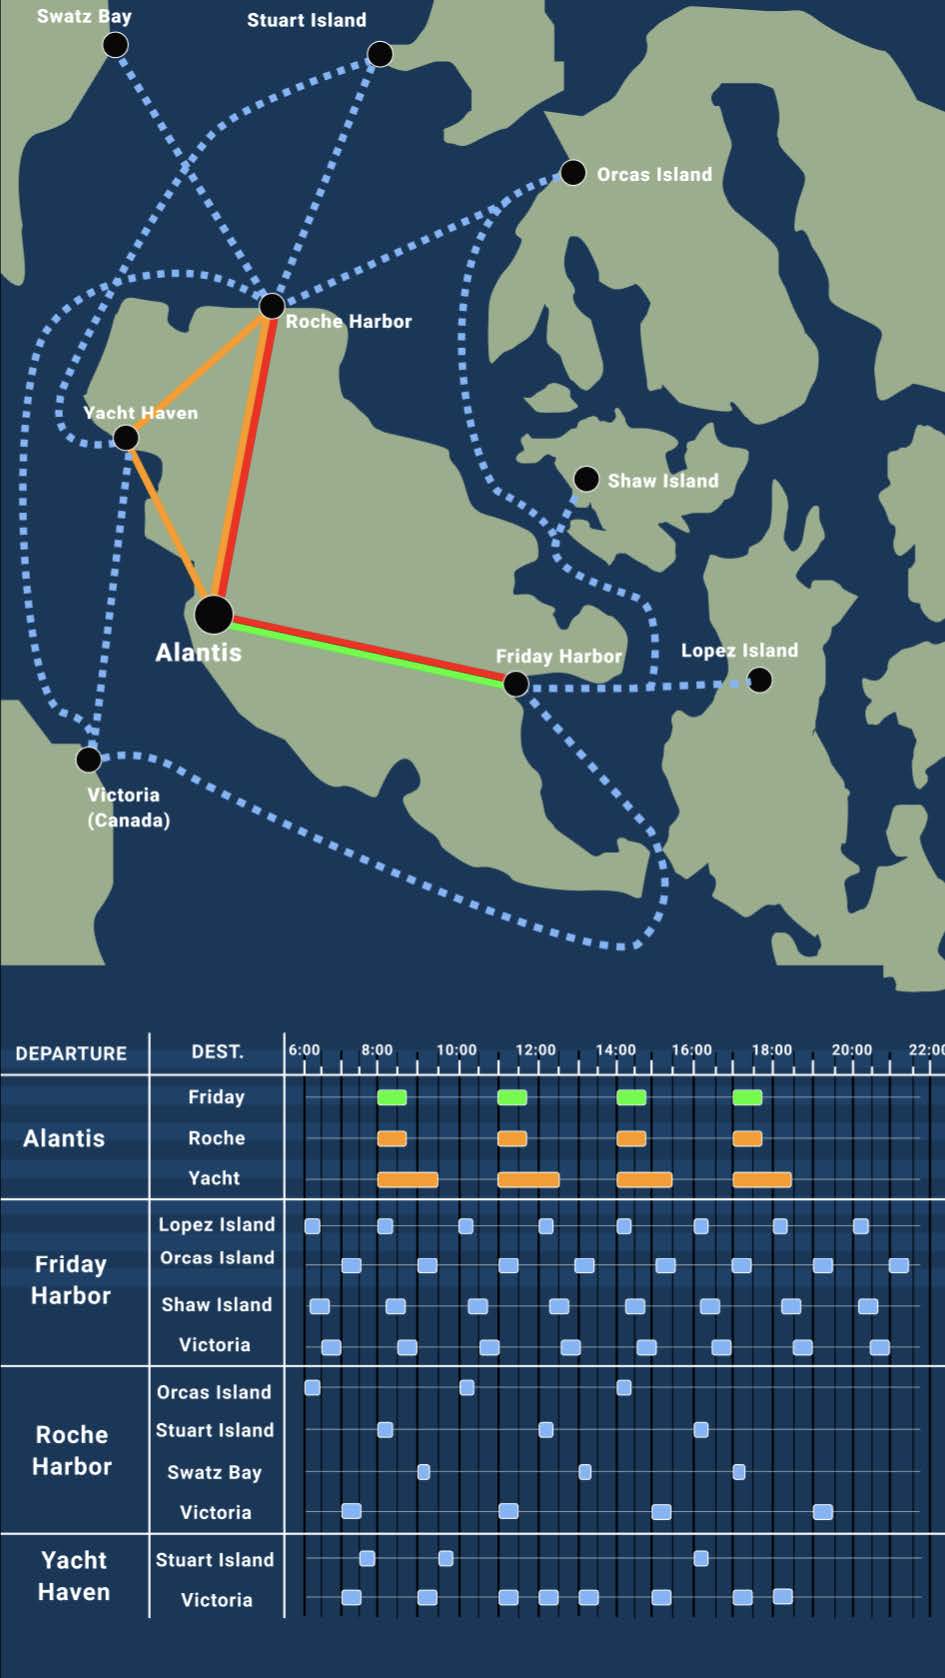 Swatz Bay
Stuart Island
Orcas Island
Roche Harbor
Yacht Haven
Shaw Island
Alantis
Friday Harbor
Lopez Island
Victoria
(Canada)
DEPARTURE
DEST.
6:00
8:00
10:00
12:00
14:00
16:00
18:00
20:00
22:00
Alantis
Friday
Roche
Yacht
Friday
Harbor
Lopez Island
Orcas Island
Shaw Island
Victoria
Roche
Harbor
Orcas Island
Stuart Island
Swatz Bay
Victoria
Yacht
Haven
Stuart Island
Victoria